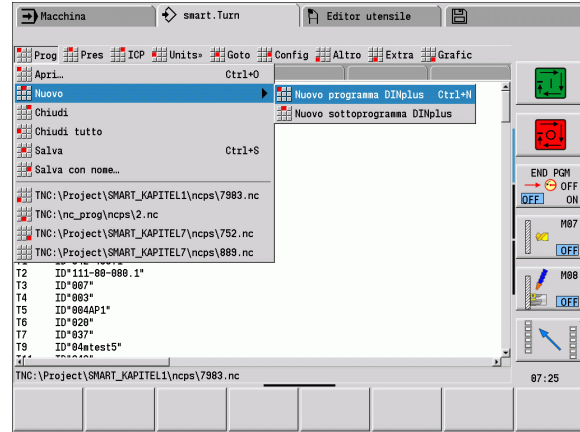 Macchina
smart.Turn
Editor utensile
Prog Pres ICP Units» Goto Config Altro Extra Grafic
Apri… Ctrl+O
Nuovo
Nuovo programma DINplus Ctrl+N
Chiudi
Nuovo sottoprogramma DINplus
Chiudi tutto
Salva Ctrl+S
Salva con nome…
TNC:\Project\SMART_KAPITEL1\ncps\7983.nc
TNC:\nc_prog\ncps\2.nc
TNC:\Project\SMART_KAPITEL7\ncps\752.nc
TNC:\Project\SMART_KAPITEL7\ncps\889.nc
T2 ID"111-80-080.1"
T3 ID"007"
T4 ID"003"
T5 ID"004AP1"
T6 ID"020"
T7 ID"037"
T9 ID"04mtest5"
TNC:\Project\SMART_KAPITEL1\ncps\7983.nc
END PGM
OFF
OFF ON
M07
OFF
M08
OFF
07:25